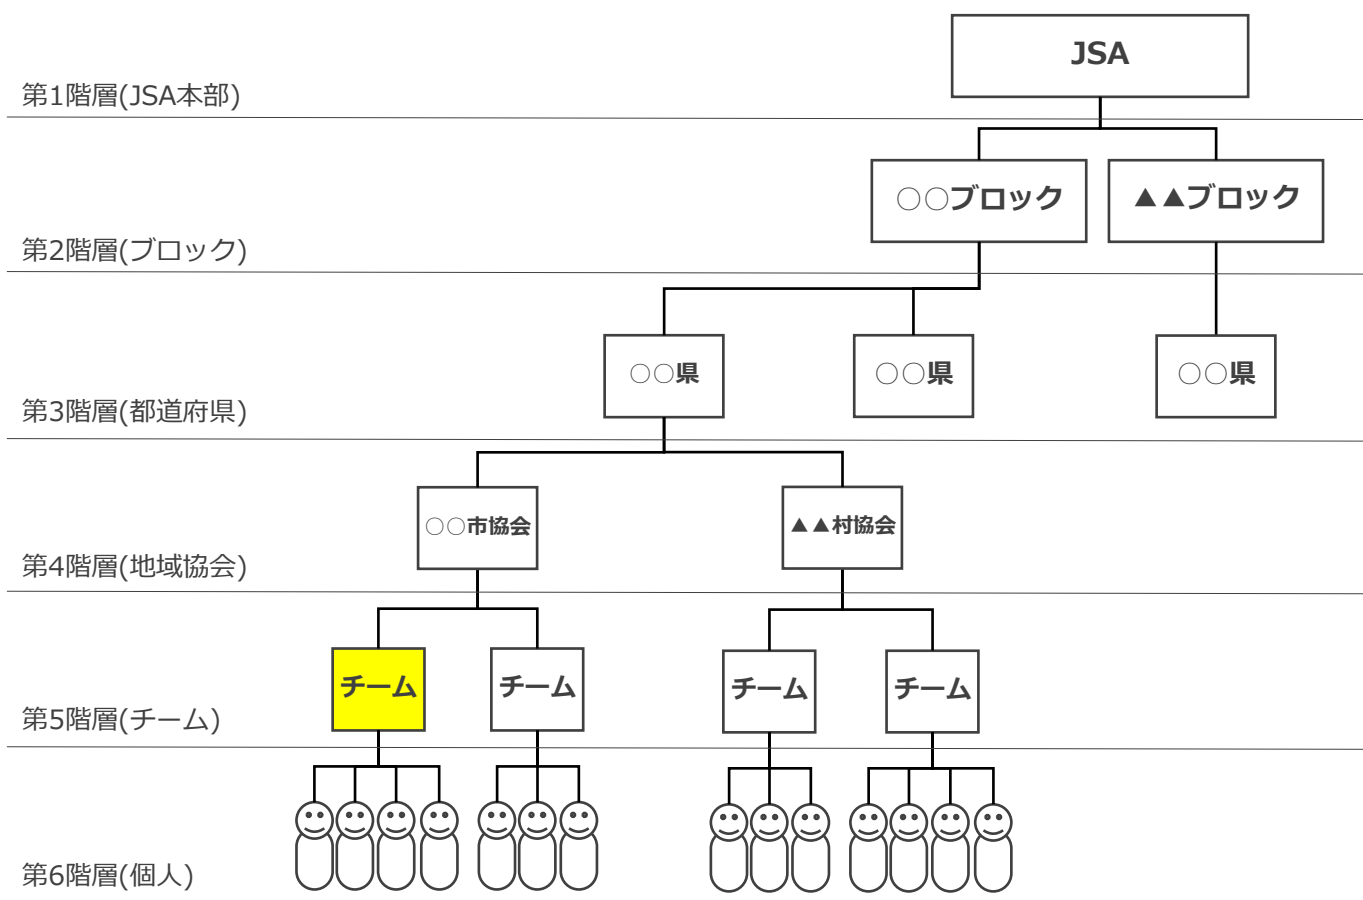 JSA
第1階層(JSA本部)
○○ブロック
▲▲ブロック
第2階層(ブロック)
○○県
○○県
○○県
第3階層(都道府県)
○○市協会
▲▲村協会
第4階層(地域協会)
チーム
チーム
チーム
チーム
第5階層(チーム)
第6階層(個人)